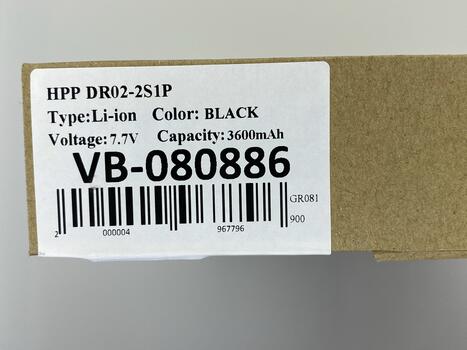 HPP DR02-2S1P
Type:Li-ion Color: BLACK
Voltage: 7.7V Capacity: 3600mAh
VB-080886
GR081
900
2 000004 967796